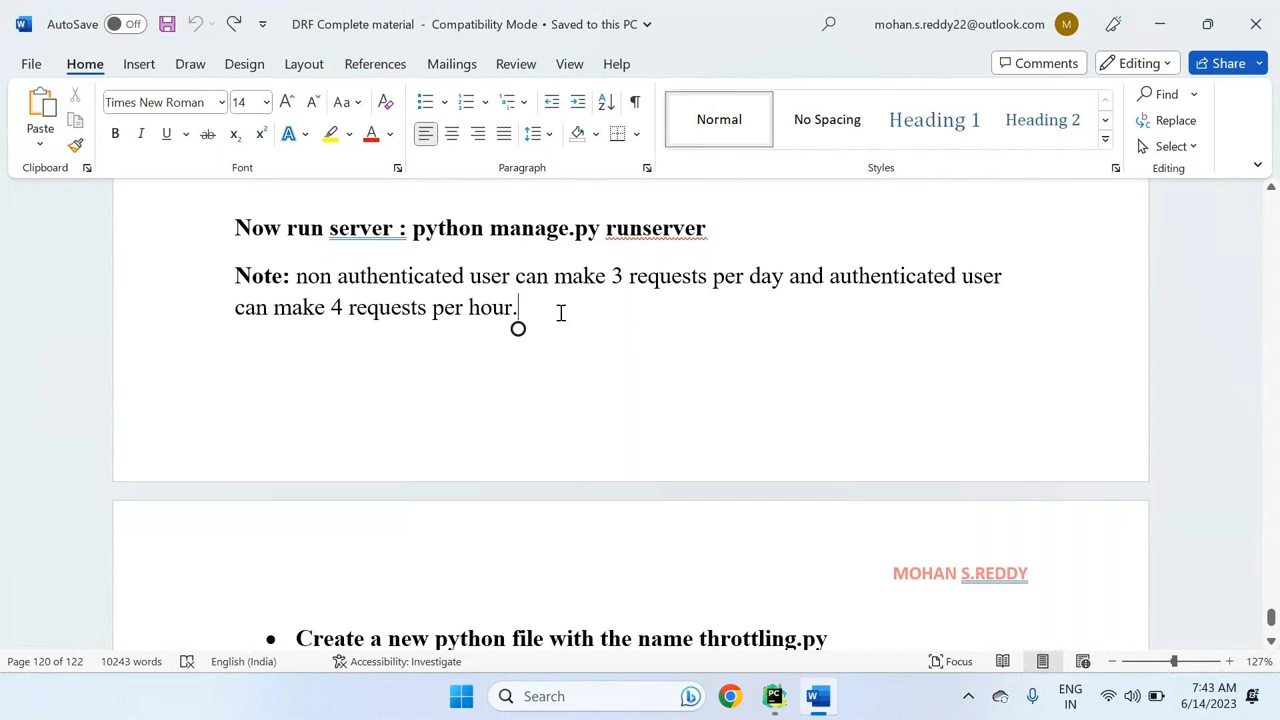 AutoSave Off DRF Complete material - Compatibility Mode • Saved to this PC mohan.s.reddy22@outlook.com M
File Home Insert Draw Design Layout References Mailings Review View Help Comments Editing Share
Paste Times New Roman 14 Aa Normal No Spacing Heading 1 Heading 2 Find
Replace
Select
Clipboard Font Paragraph Styles Editing
Now run server : python manage.py runserver
Note: non authenticated user can make 3 requests per day and authenticated user
can make 4 requests per hour.
MOHAN S.REDDY
• Create a new python file with the name throttling.py
Page 120 of 122 10243 words English (India) Accessibility: Investigate Focus 127%
Search ENG IN 7:43 AM 6/14/2023